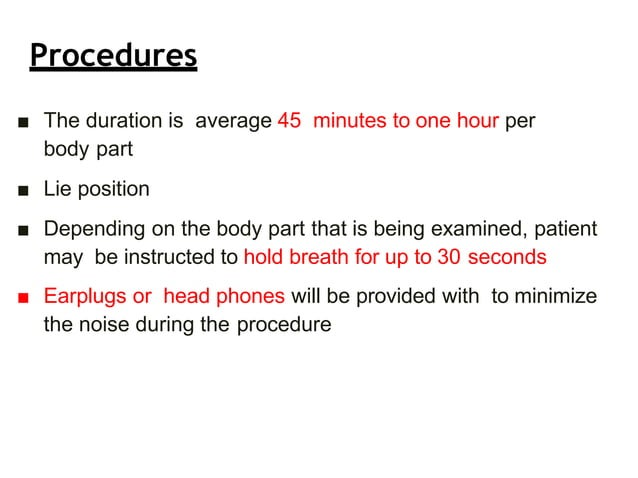 Procedures
■ The duration is average 45 minutes to one hour per
body part
■ Lie position
■ Depending on the body part that is being examined, patient
may be instructed to hold breath for up to 30 seconds
■ Earplugs or head phones will be provided with to minimize
the noise during the procedure